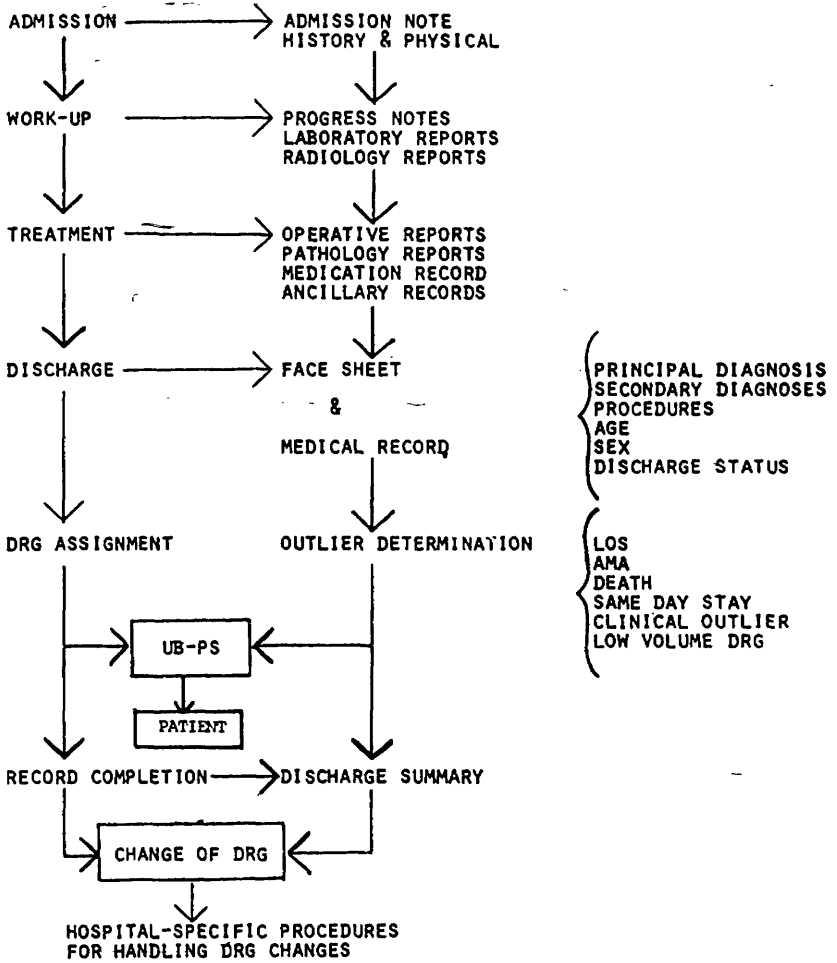 ADMISSION
ADMISSION NOTE
HISTORY & PHYSICAL
WORK-UP
PROGRESS NOTES
LABORATORY REPORTS
RADIOLOGY REPORTS
TREATMENT
OPERATIVE REPORTS
PATHOLOGY REPORTS
MEDICATION RECORD
ANCILLARY RECORDS
DISCHARGE
FACE SHEET
&
MEDICAL RECORD
PRINCIPAL DIAGNOSIS
SECONDARY DIAGNOSES
PROCEDURES
AGE
SEX
DISCHARGE STATUS
DRG ASSIGNMENT
OUTLIER DETERMINATION
LOS
AMA
DEATH
SAME DAY STAY
CLINICAL OUTLIER
LOW VOLUME DRG
UB-PS
PATIENT
RECORD COMPLETION
DISCHARGE SUMMARY
CHANGE OF DRG
HOSPITAL-SPECIFIC PROCEDURES
FOR HANDLING DRG CHANGES